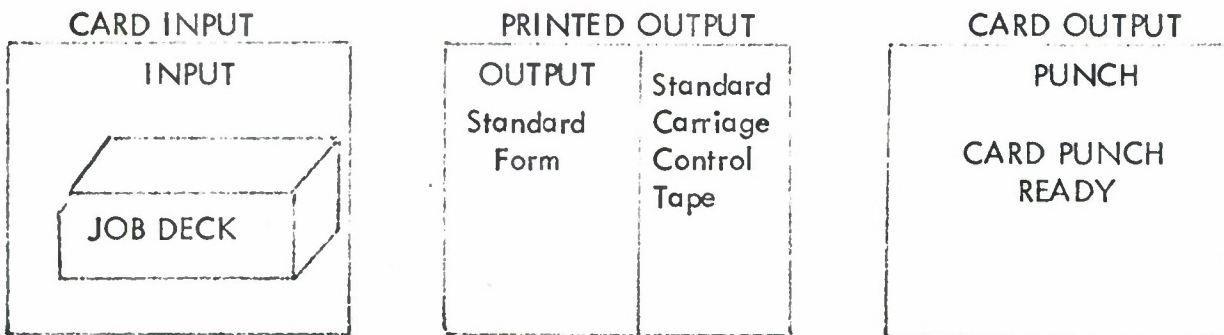 CARD INPUT
INPUT
JOB DECK
PRINTED OUTPUT
OUTPUT
Standard
Form
Standard
Carriage
Control
Tape
CARD OUTPUT
PUNCH
CARD PUNCH
READY